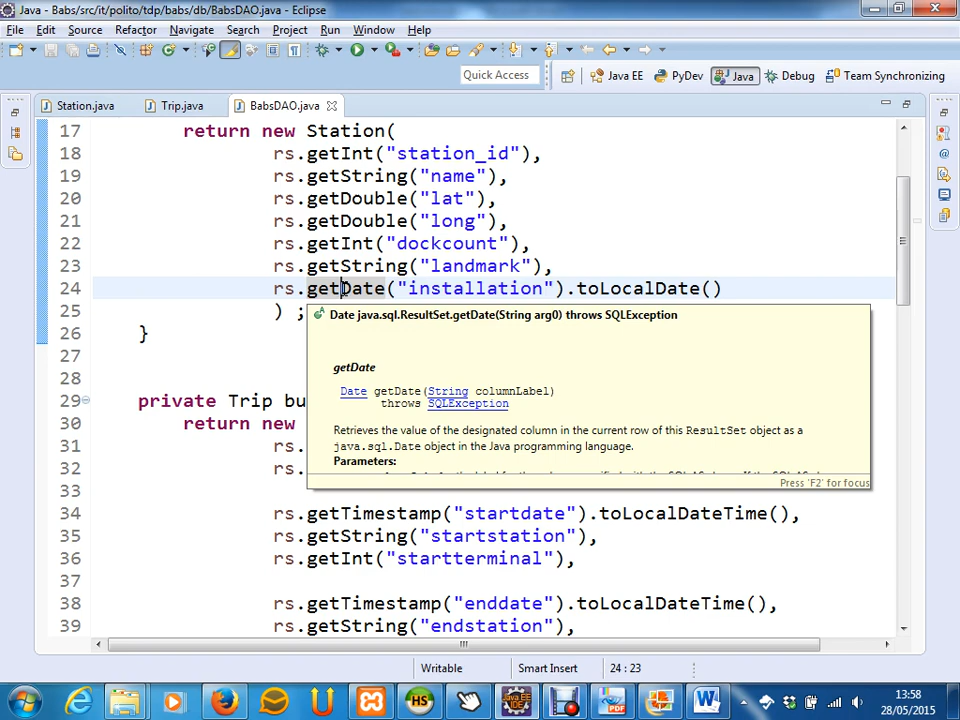 Java - Babs/src/it/polito/tdp/babs/db/BabsDAO.java - Eclipse
File Edit Source Refactor Navigate Search Project Run Window Help
Quick Access Java EE PyDev Java Debug Team Synchronizing
Station.java Trip.java BabsDAO.java
17 return new Station(
18 rs.getInt("station_id"),
19 rs.getString("name"),
20 rs.getDouble("lat"),
21 rs.getDouble("long"),
22 rs.getInt("dockcount"),
23 rs.getString("landmark"),
24 rs.getDate("installation").toLocalDate()
25 ) ;
Date java.sql.ResultSet.getDate(String arg0) throws SQLException
26 }
27
getDate
28
Date getDate(String columnLabel)
29 private Trip bu
throws SQLException
30 return new
Retrieves the value of the designated column in the current row of this ResultSet object as a
31 rs.
java.sql.Date object in the Java programming language.
32 rs.
Parameters:
Press 'F2' for focus
33
34 rs.getTimestamp("startdate").toLocalDateTime(),
35 rs.getString("startstation"),
36 rs.getInt("startterminal"),
37
38 rs.getTimestamp("enddate").toLocalDateTime(),
39 rs.getString("endstation"),
Writable Smart Insert 24 : 23
HS PDF Java EE IDE W
13:58
28/05/2015